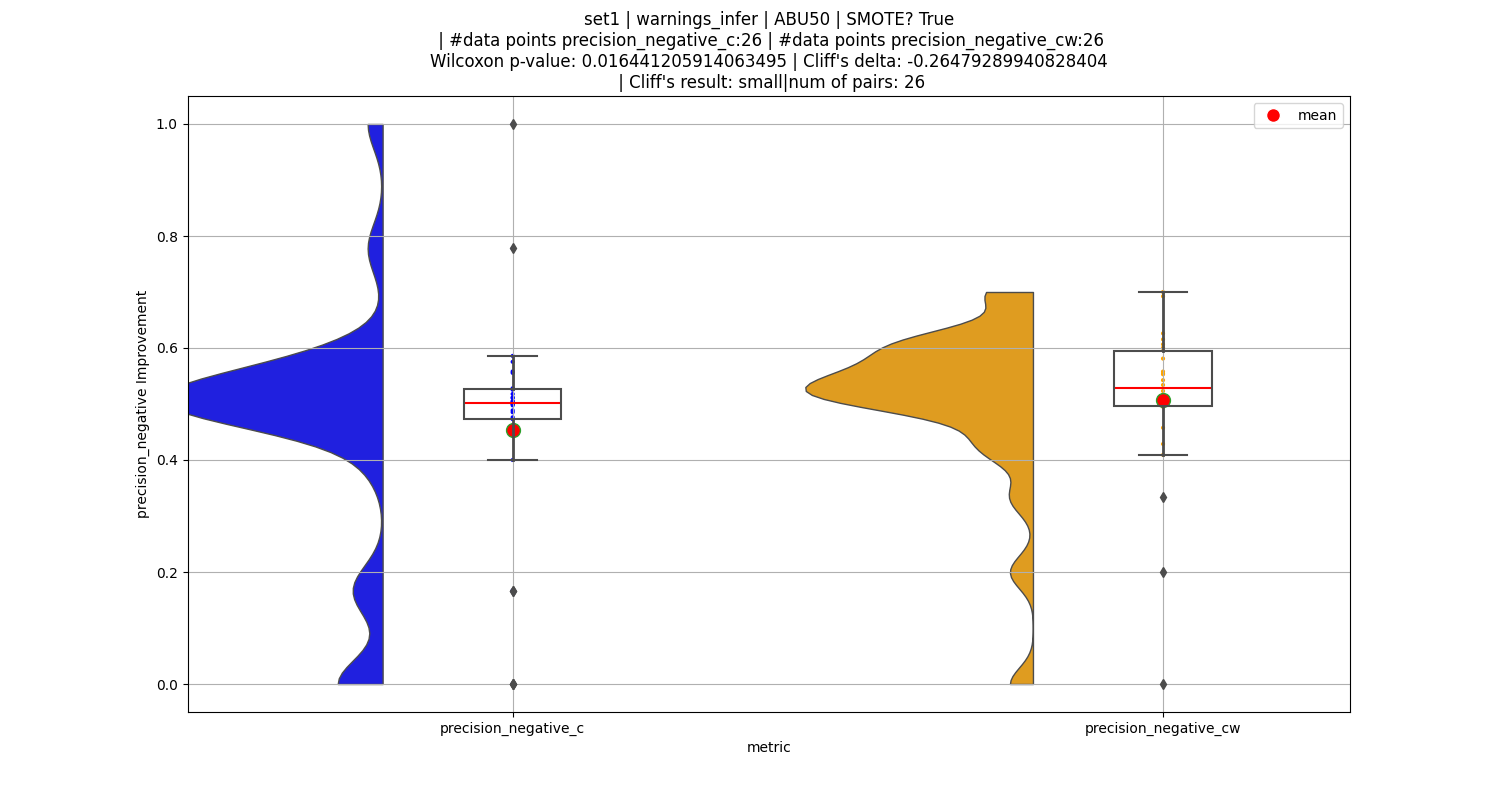 set1 | warnings_infer | ABU50 | SMOTE? True
| #data points precision_negative_c:26 | #data points precision_negative_cw:26
Wilcoxon p-value: 0.016441205914063495 | Cliff's delta: -0.26479289940828404
| Cliff's result: small|num of pairs: 26
mean
1.0
0.8
0.6
0.4
0.2
0.0
precision_negative Improvement
precision_negative_c
precision_negative_cw
metric